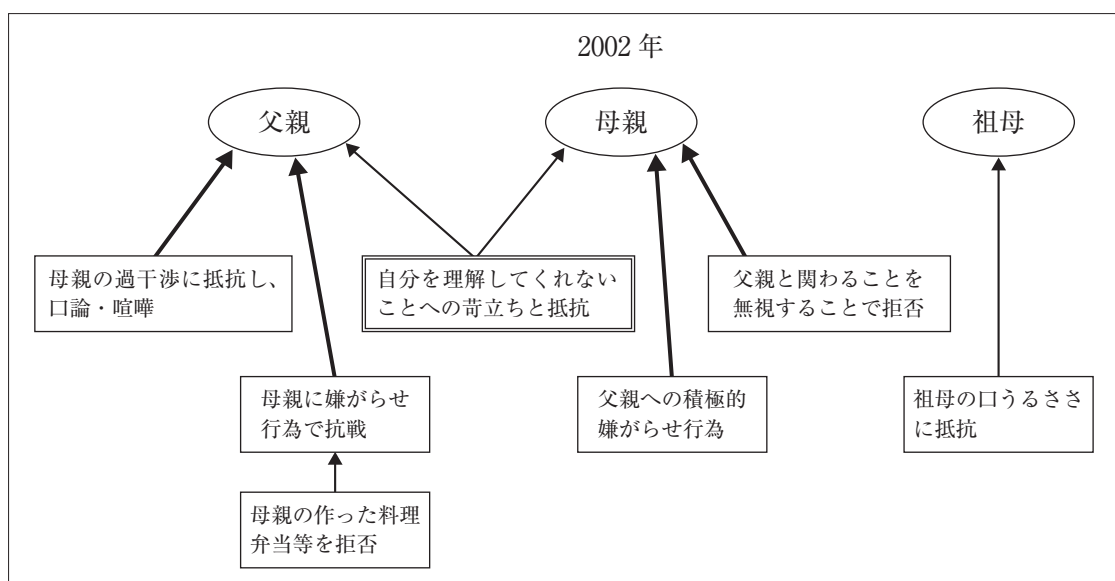 2002 年
父親
母親
祖母
母親の過干渉に抵抗し、
口論・喧嘩
自分を理解してくれない
ことへの苛立ちと抵抗
父親と関わることを
無視することで拒否
母親に嫌がらせ
行為で抗戦
父親への積極的
嫌がらせ行為
祖母の口うるささ
に抵抗
母親の作った料理
弁当等を拒否